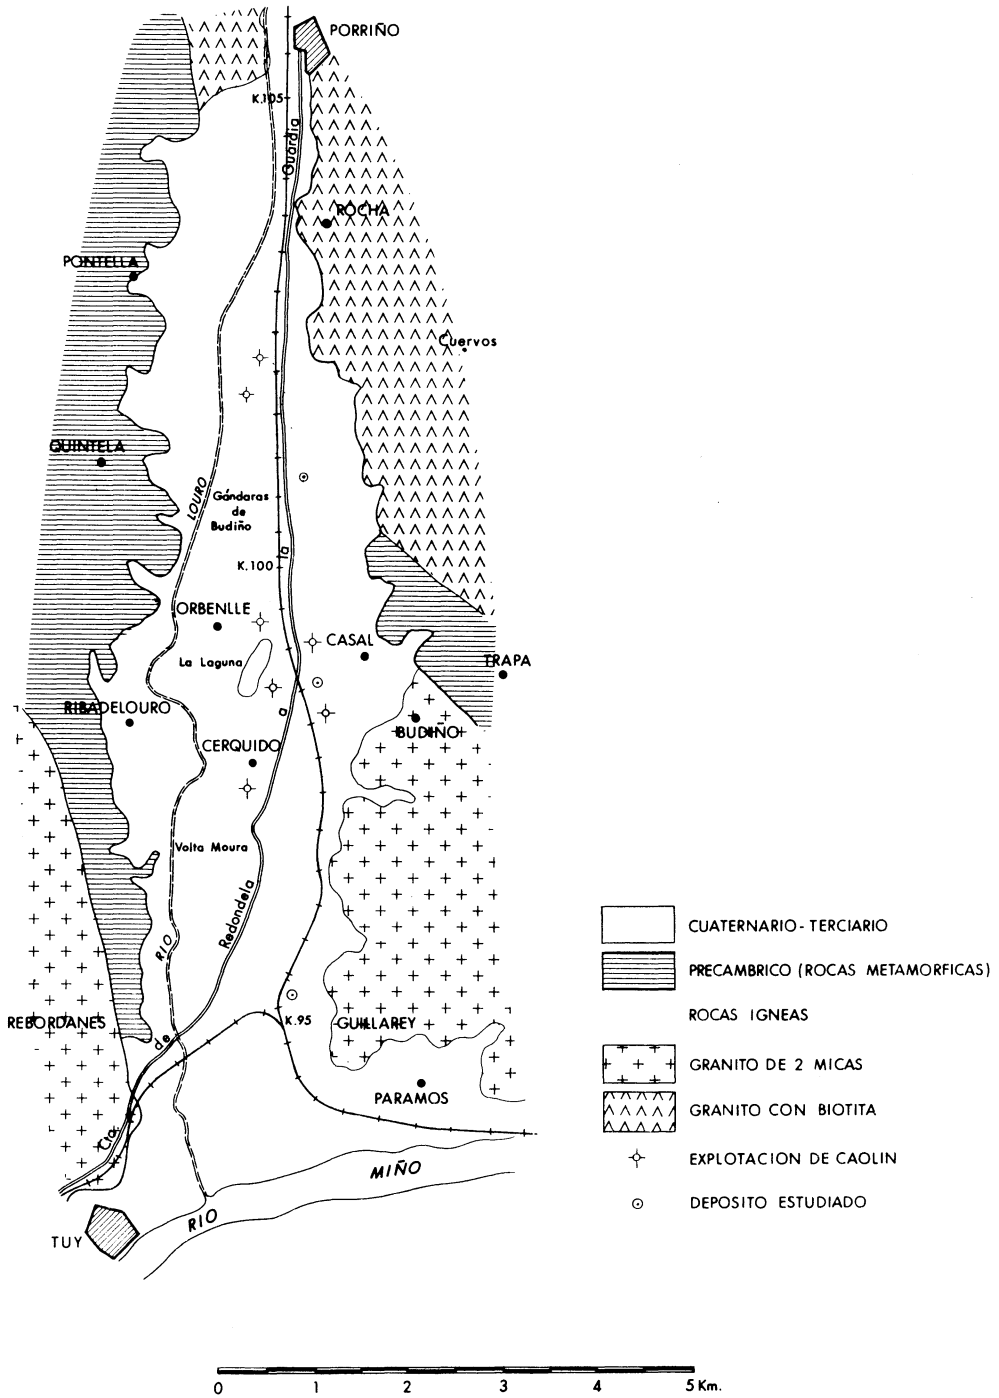 PORRIÑO
K.105
Guardia
ROCHA
PONTELLA
Cuervos
QUINTELA
LOURO
Gándaras
de
Budiño
la
K.100
ORBENLLE
CASAL
La Laguna
TRAPA
RIBADELOURO
a
BUDIÑO
CERQUIDO
Volta Moura
Redondela
RIO
CUATERNARIO - TERCIARIO
PRECAMBRICO (ROCAS METAMORFICAS)
REBORDANES
K.95
GUILLAREY
ROCAS IGNEAS
de
GRANITO DE 2 MICAS
PARAMOS
GRANITO CON BIOTITA
Cta.
EXPLOTACION DE CAOLIN
RIO MIÑO
DEPOSITO ESTUDIADO
TUY
0 1 2 3 4 5 Km.